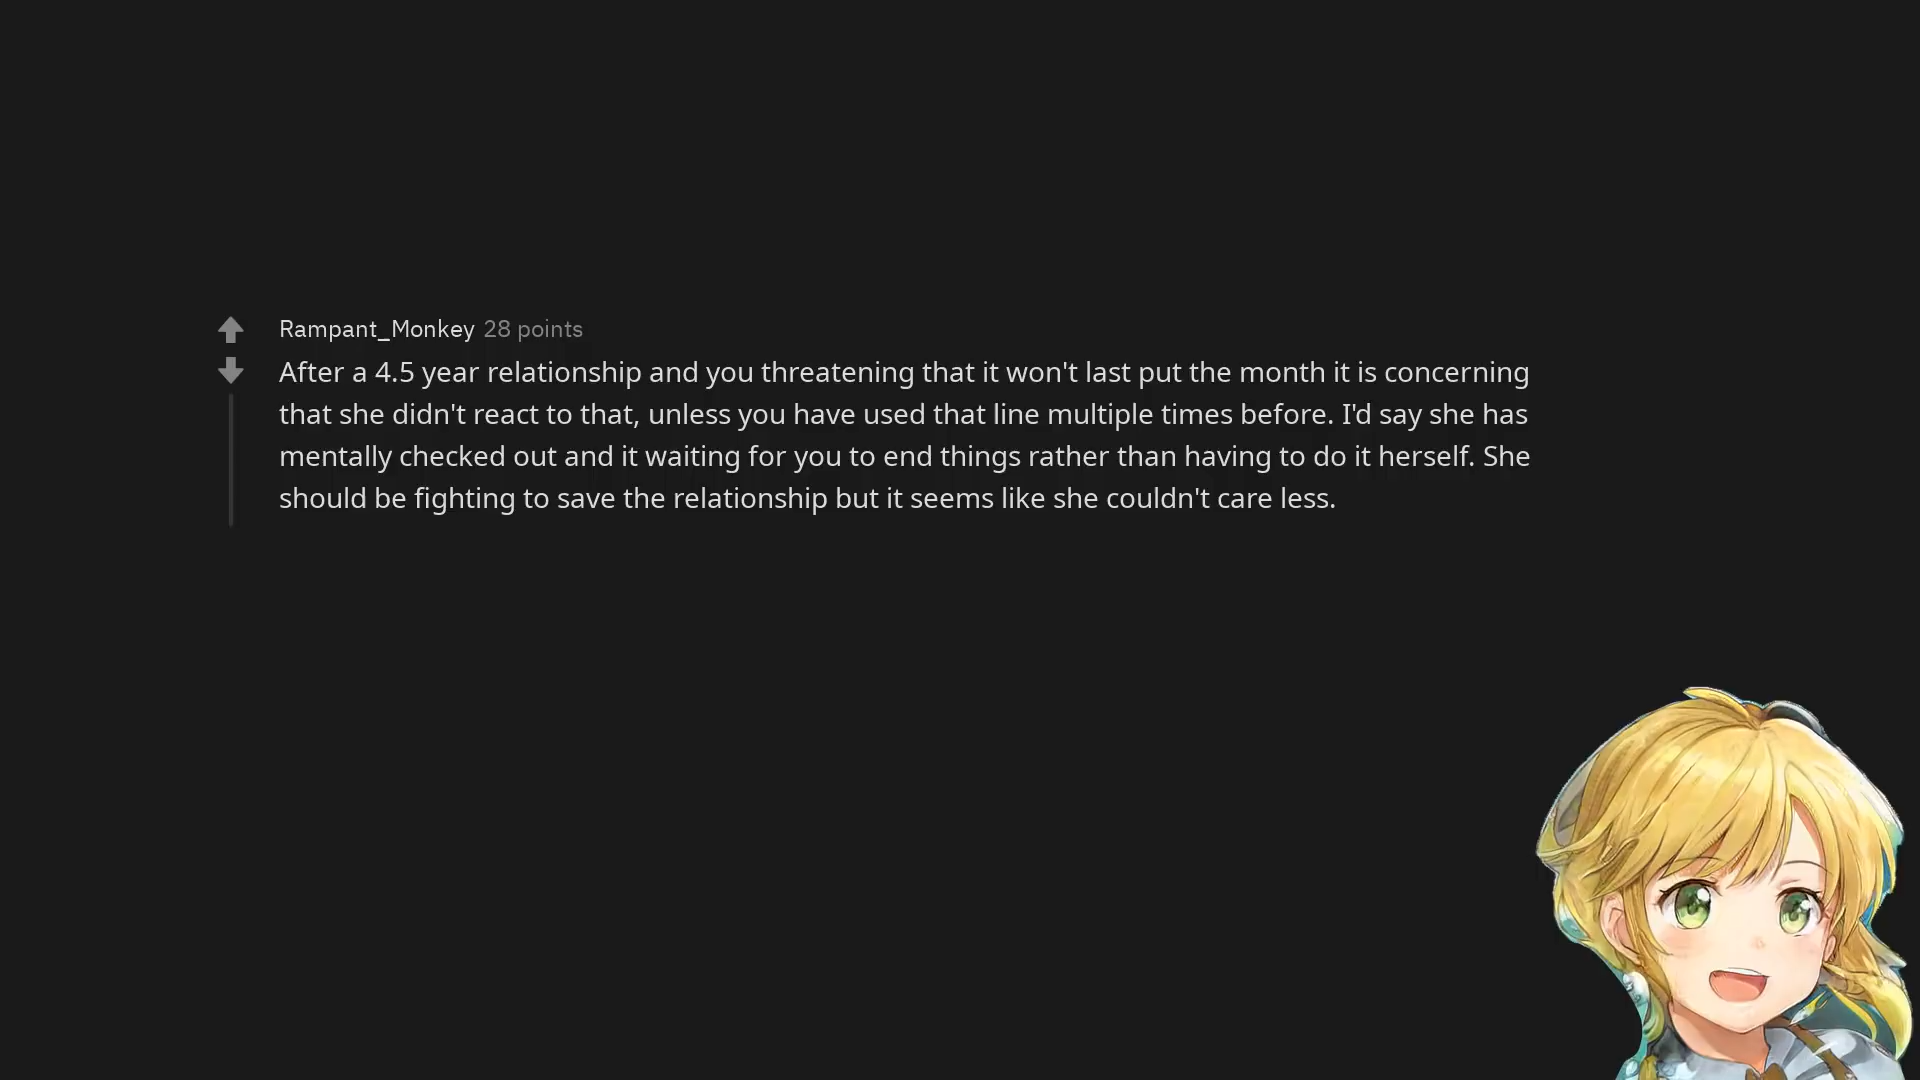 Rampant_Monkey 28 points
After a 4.5 year relationship and you threatening that it won't last put the month it is concerning
that she didn't react to that, unless you have used that line multiple times before. I'd say she has
mentally checked out and it waiting for you to end things rather than having to do it herself. She
should be fighting to save the relationship but it seems like she couldn't care less.